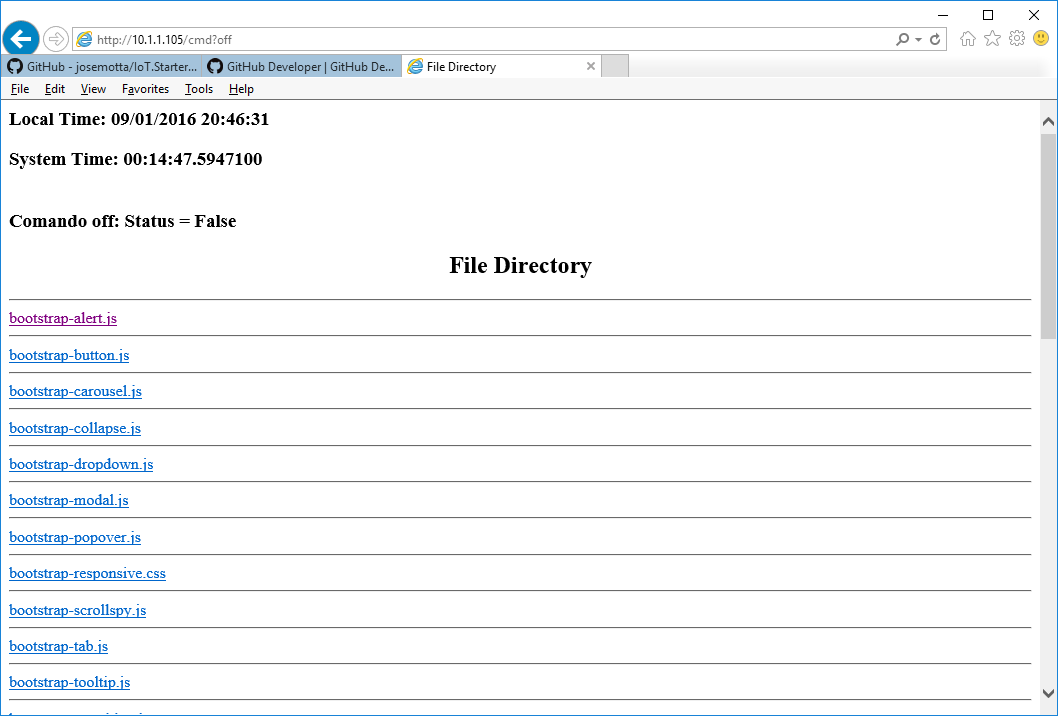 http://10.1.1.105/cmd?off
GitHub - josemotta/IoT.Starter...
GitHub Developer | GitHub De...
File Directory
File Edit View Favorites Tools Help
Local Time: 09/01/2016 20:46:31
System Time: 00:14:47.5947100
Comando off: Status = False
File Directory
bootstrap-alert.js
bootstrap-button.js
bootstrap-carousel.js
bootstrap-collapse.js
bootstrap-dropdown.js
bootstrap-modal.js
bootstrap-popover.js
bootstrap-responsive.css
bootstrap-scrollspy.js
bootstrap-tab.js
bootstrap-tooltip.js